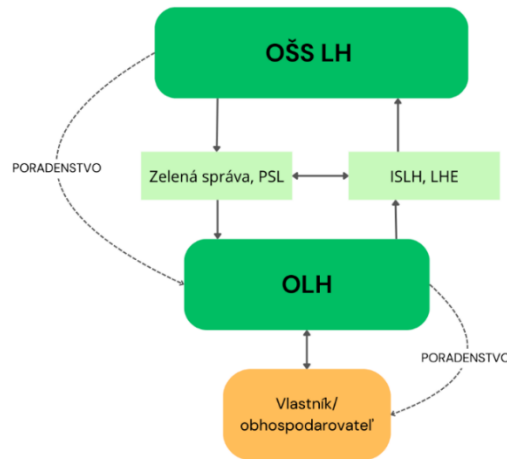 OŠS LH
PORADENSTVO
Zelená správa, PSL
ISLH, LHE
OLH
PORADENSTVO
Vlastník/
obhospodarovateľ